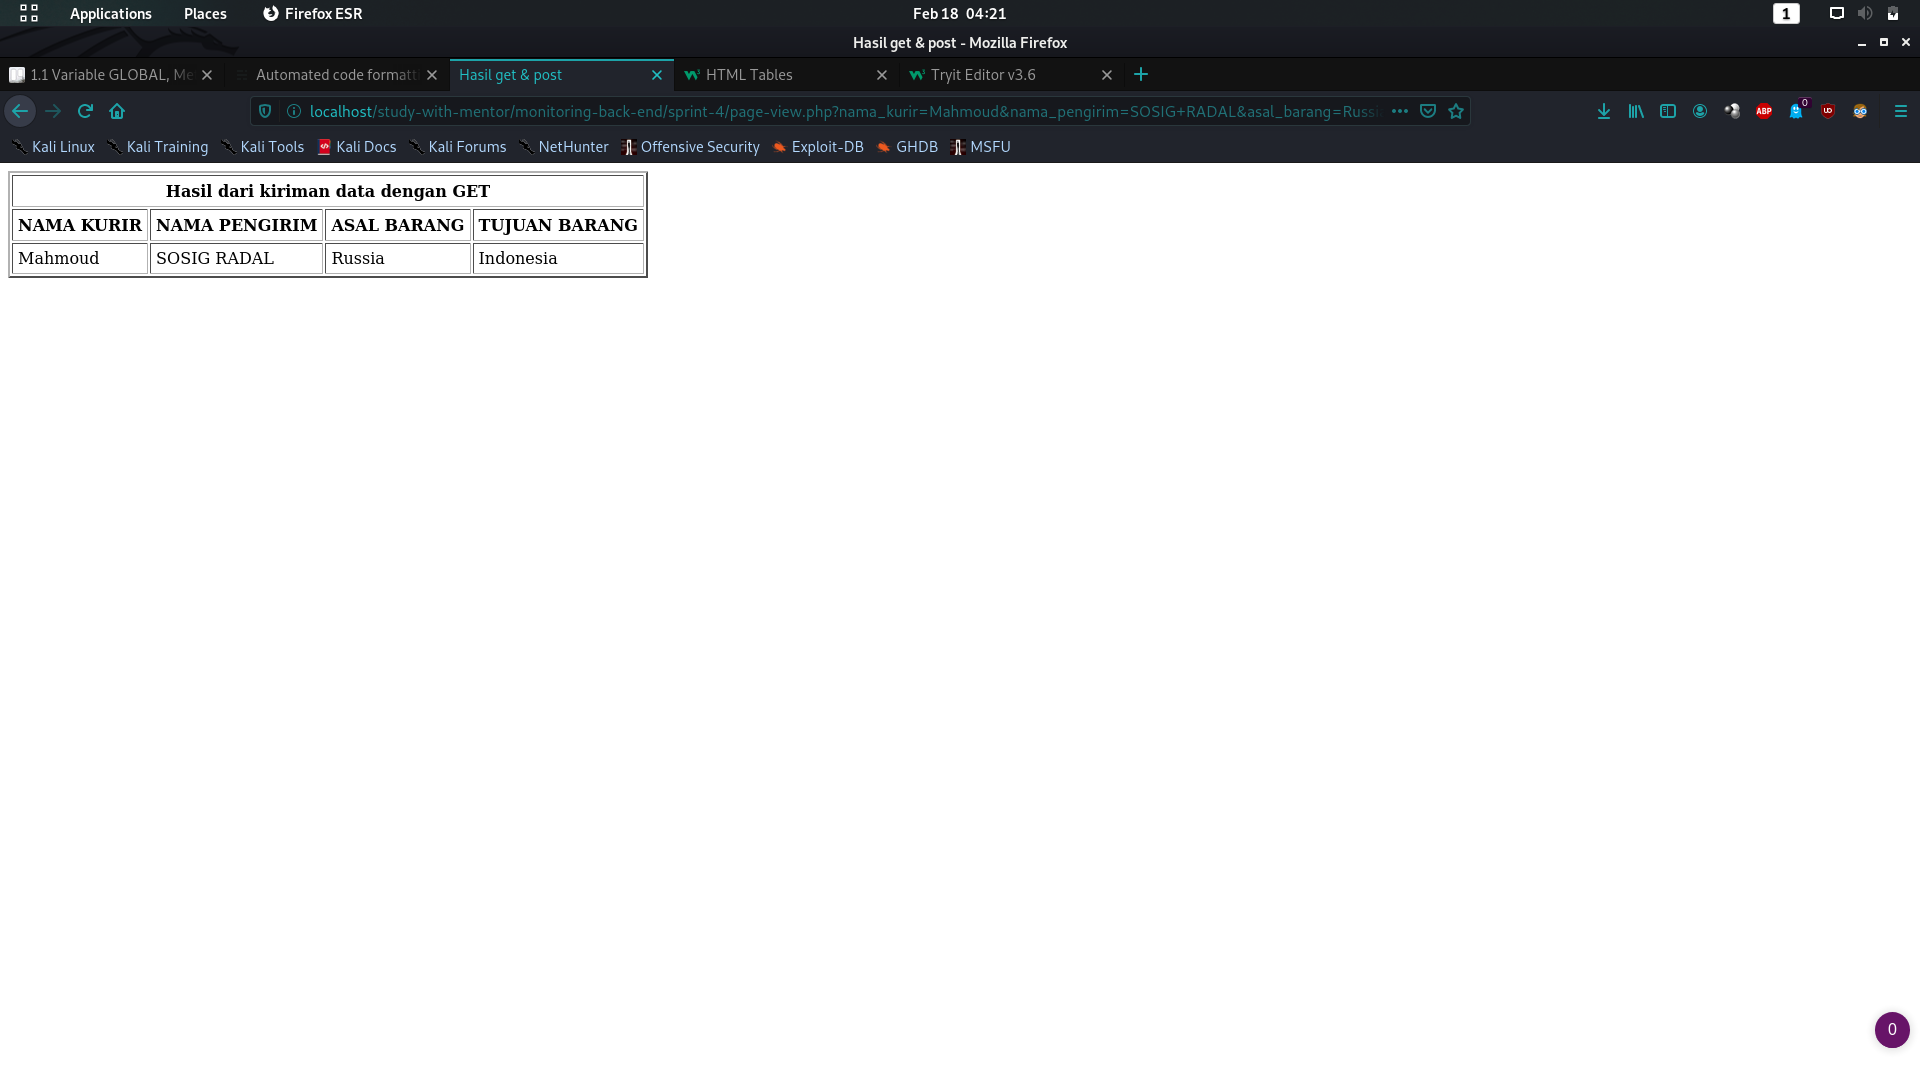 Applications Places Firefox ESR Feb 18 04:21 1
Hasil get & post - Mozilla Firefox
1.1 Variable GLOBAL, Me Automated code formatti Hasil get & post HTML Tables Tryit Editor v3.6
localhost/study-with-mentor/monitoring-back-end/sprint-4/page-view.php?nama_kurir=Mahmoud&nama_pengirim=SOSIG+RADAL&asal_barang=Russi ABP 0 UD
Kali Linux Kali Training Kali Tools Kali Docs Kali Forums NetHunter Offensive Security Exploit-DB GHDB MSFU
Hasil dari kiriman data dengan GET
NAMA KURIR NAMA PENGIRIM ASAL BARANG TUJUAN BARANG
Mahmoud SOSIG RADAL Russia Indonesia
0